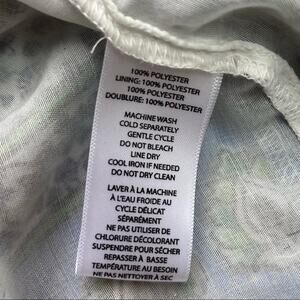 100% POLYESTER
LINING: 100% POLYESTER
100% POLYESTER
DOUBLURE: 100% POLYESTER
MACHINE WASH
COLD SEPARATELY
GENTLE CYCLE
DO NOT BLEACH
LINE DRY
COOL IRON IF NEEDED
DO NOT DRY CLEAN
LAVER À LA MACHINE
À L'EAU FROIDE AU
CYCLE DÉLICAT
SÉPARÉMENT
NE PAS UTILISER DE
CHLORURE DÉCOLORANT
SUSPENDRE POUR SÉCHER
REPASSER À BASSE
TEMPÉRATURE AU BESOIN
NE PAS NETTOYER À SEC